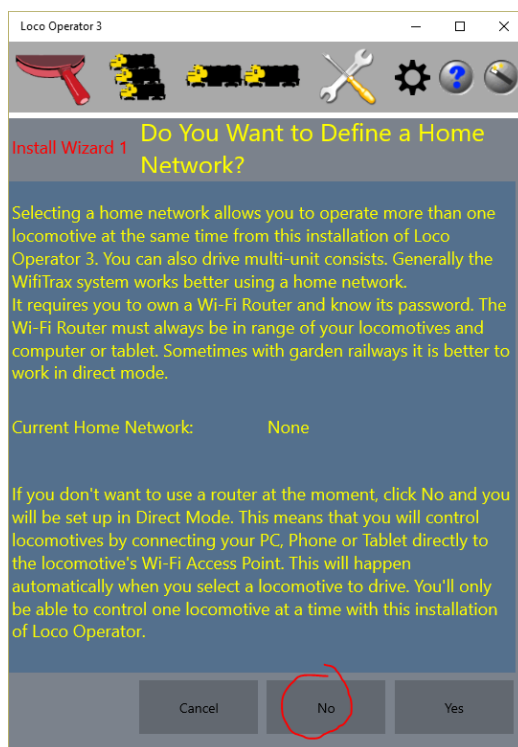 Loco Operator 3
Install Wizard 1
Do You Want to Define a Home
Network?
Selecting a home network allows you to operate more than one
locomotive at the same time from this installation of Loco
Operator 3. You can also drive multi-unit consists. Generally the
WifiTrax system works better using a home network.
It requires you to own a Wi-Fi Router and know its password. The
Wi-Fi Router must always be in range of your locomotives and
computer or tablet. Sometimes with garden railways it is better to
work in direct mode.
Current Home Network: None
If you don't want to use a router at the moment, click No and you
will be set up in Direct Mode. This means that you will control
locomotives by connecting your PC, Phone or Tablet directly to
the locomotive's Wi-Fi Access Point. This will happen
automatically when you select a locomotive to drive. You'll only
be able to control one locomotive at a time with this installation
of Loco Operator.
Cancel No Yes